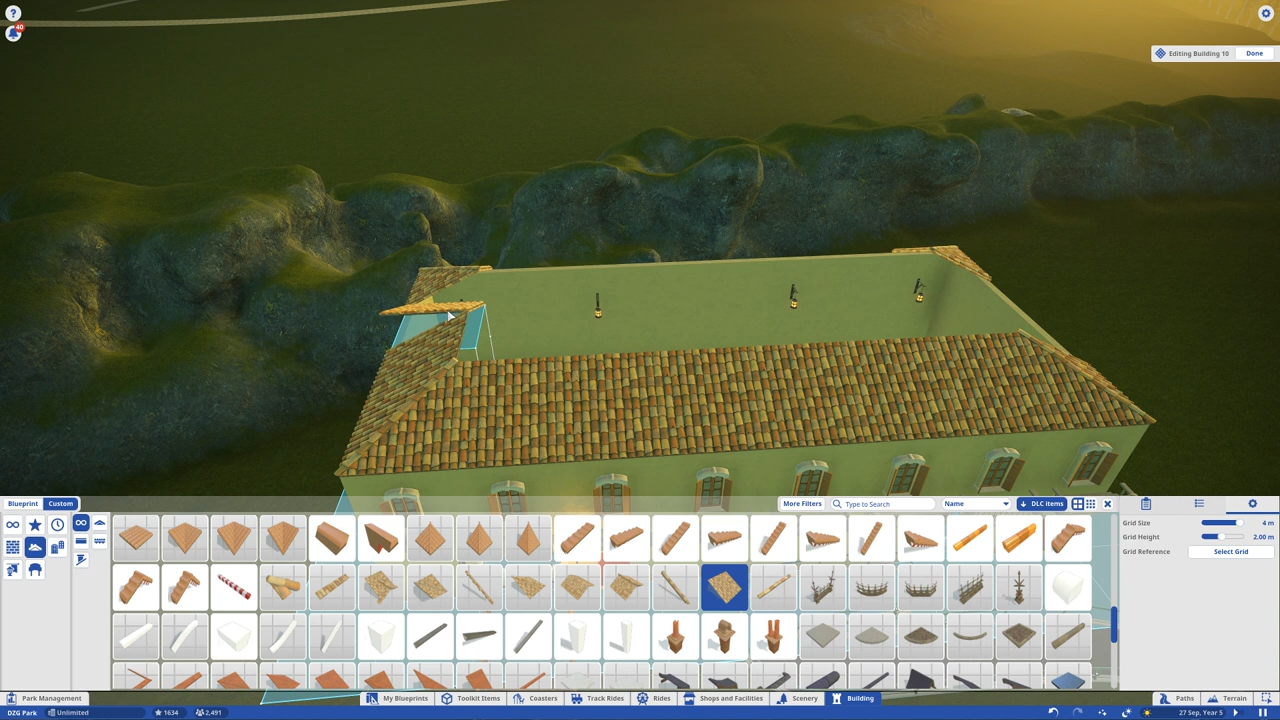 ?
40
Editing Building 10 Done
Blueprint Custom
More Filters Type to Search Name DLC items
Grid Size 4 m
Grid Height 2.00 m
Grid Reference Select Grid
Park Management My Blueprints Toolkit Items Coasters Track Rides Rides Shops and Facilities Scenery Building Paths Terrain
DZG Park Unlimited 1634 2,491 27 Sep, Year 5